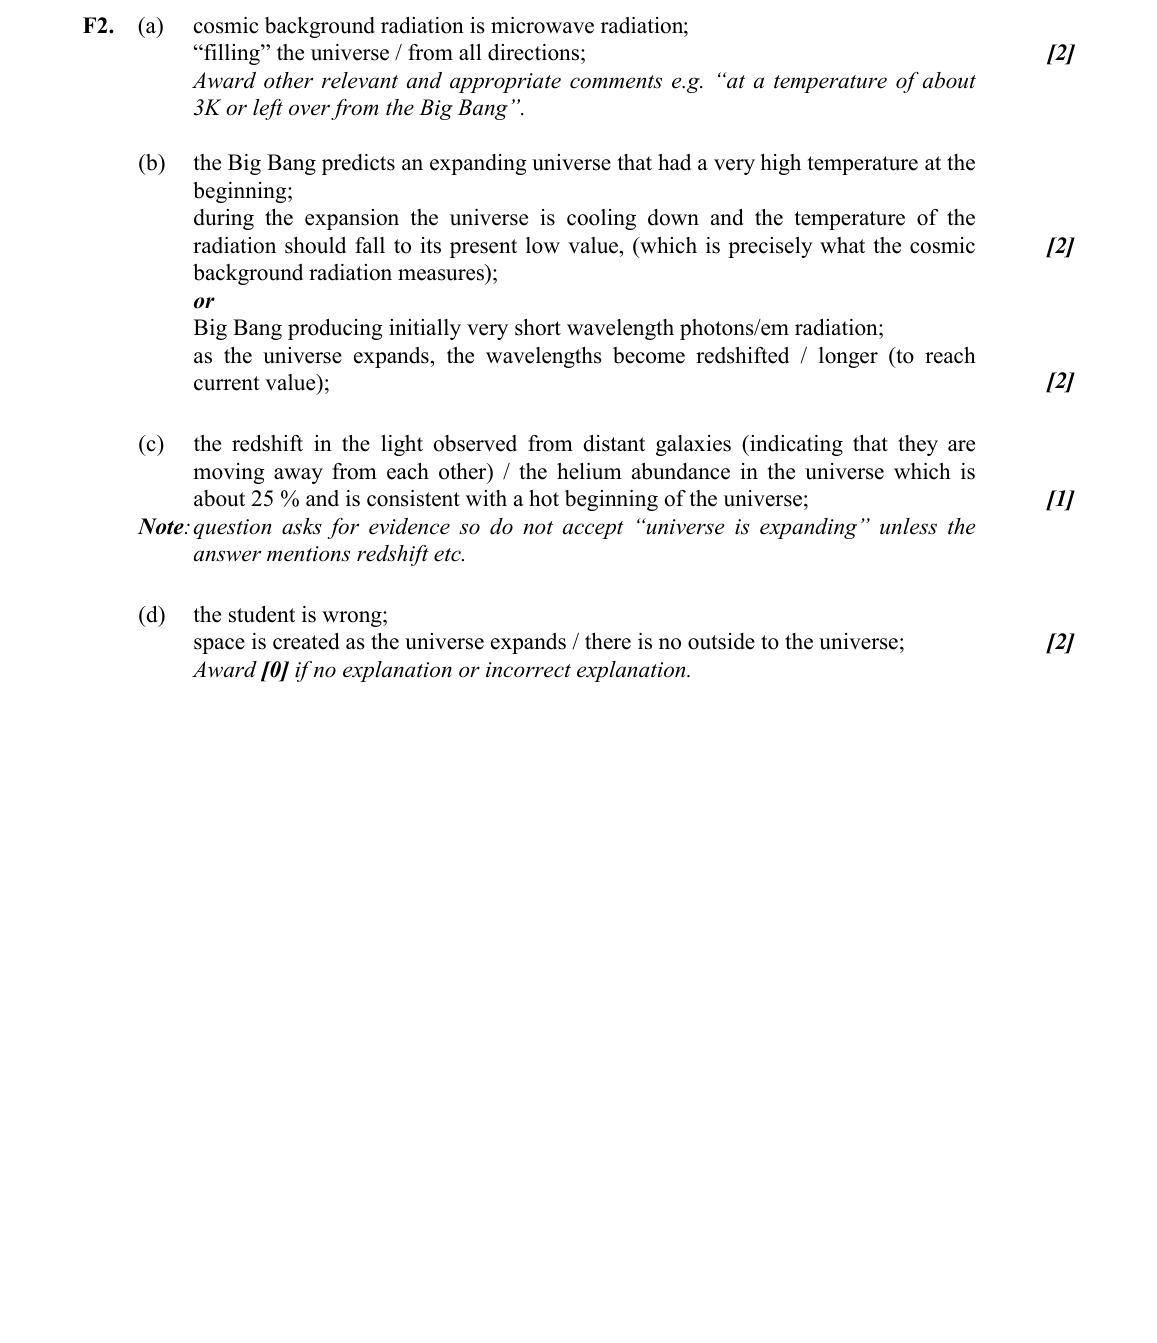 F2. (a) cosmic background radiation is microwave radiation;
“filling” the universe / from all directions; [2]
Award other relevant and appropriate comments e.g. “at a temperature of about
3K or left over from the Big Bang”.
(b) the Big Bang predicts an expanding universe that had a very high temperature at the
beginning;
during the expansion the universe is cooling down and the temperature of the
radiation should fall to its present low value, (which is precisely what the cosmic [2]
background radiation measures);
or
Big Bang producing initially very short wavelength photons/em radiation;
as the universe expands, the wavelengths become redshifted / longer (to reach
current value); [2]
(c) the redshift in the light observed from distant galaxies (indicating that they are
moving away from each other) / the helium abundance in the universe which is
about 25 % and is consistent with a hot beginning of the universe; [1]
Note: question asks for evidence so do not accept “universe is expanding” unless the
answer mentions redshift etc.
(d) the student is wrong;
space is created as the universe expands / there is no outside to the universe; [2]
Award [0] if no explanation or incorrect explanation.